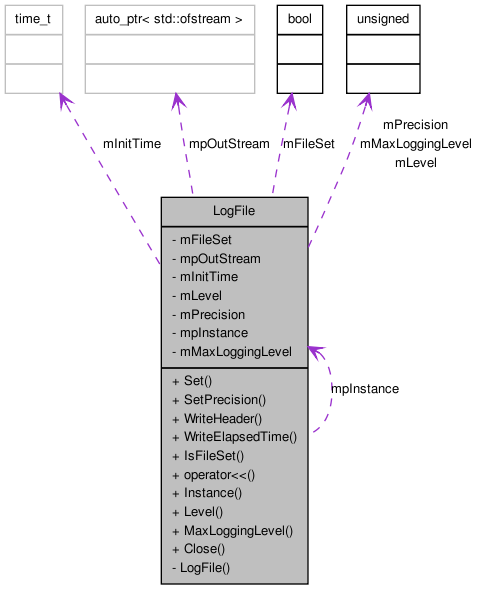 time_t
auto_ptr< std::ofstream >
bool
unsigned
mInitTime
mpOutStream
mFileSet
mPrecision
mMaxLoggingLevel
mLevel
LogFile
- mFileSet
- mpOutStream
- mInitTime
- mLevel
- mPrecision
- mpInstance
- mMaxLoggingLevel
+ Set()
+ SetPrecision()
+ WriteHeader()
+ WriteElapsedTime()
+ IsFileSet()
+ operator<<()
+ Instance()
+ Level()
+ MaxLoggingLevel()
+ Close()
- LogFile()
mpInstance